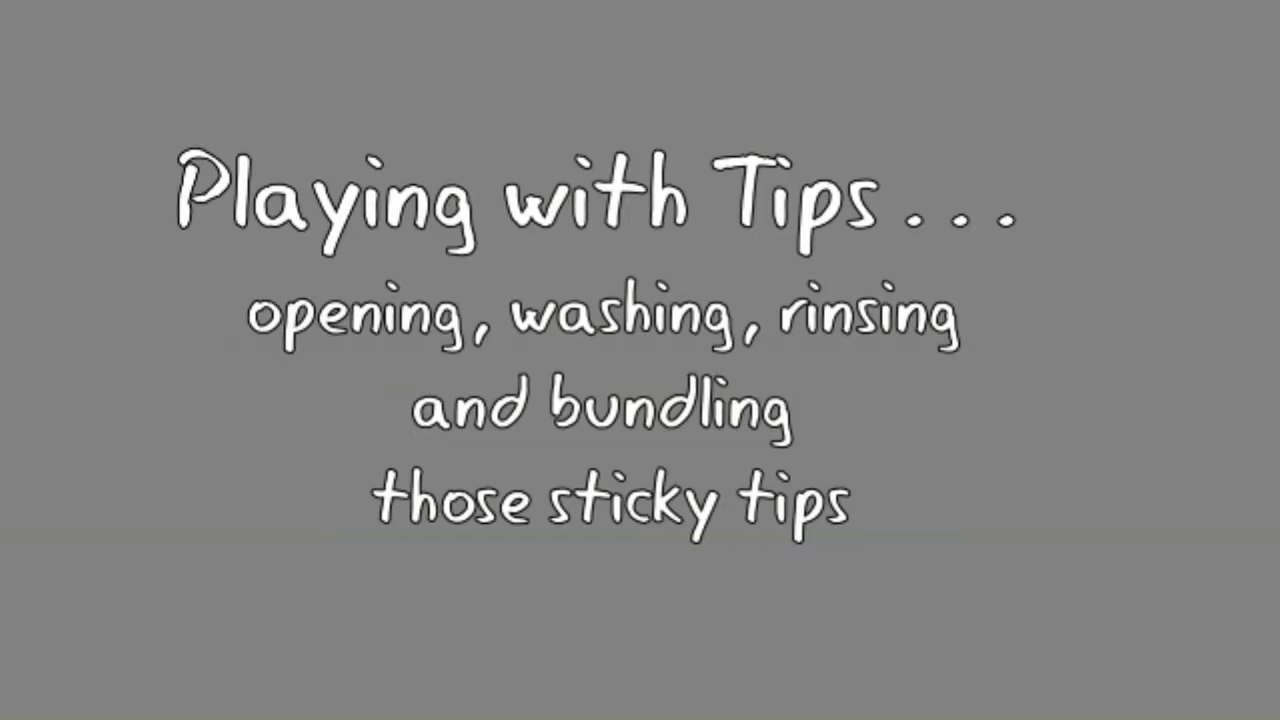 Playing with Tips . . .
opening, washing, rinsing
and bundling
those sticky tips